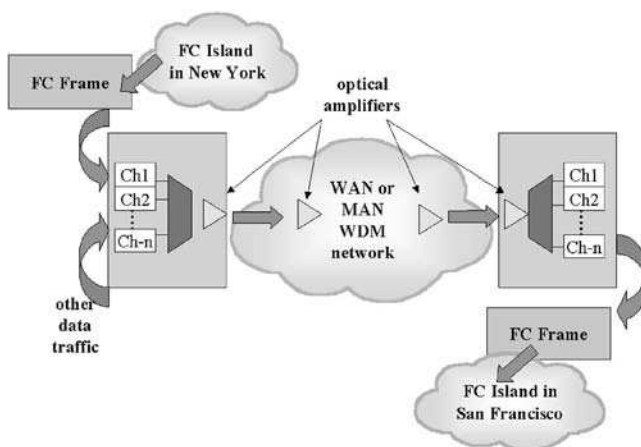 FC Island
in New York
FC Frame
optical
amplifiers
Ch1
Ch2
Ch-n
WAN or
MAN
WDM
network
Ch1
Ch2
Ch-n
other
data
traffic
FC Frame
FC Island in
San Francisco